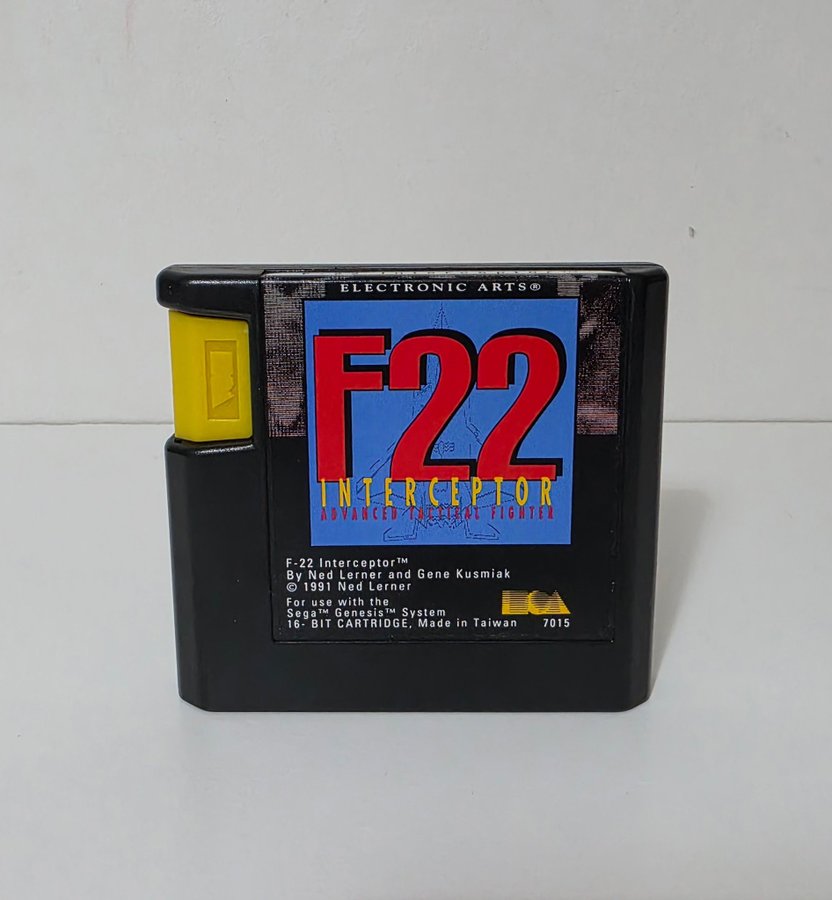 ELECTRONIC ARTS®
F22
INTERCEPTOR
ADVANCED TACTICAL FIGHTER
F-22 Interceptor™
By Ned Lerner and Gene Kusmiak
© 1991 Ned Lerner
For use with the
Sega™ Genesis™ System
16- BIT CARTRIDGE, Made in Taiwan 7015
EA